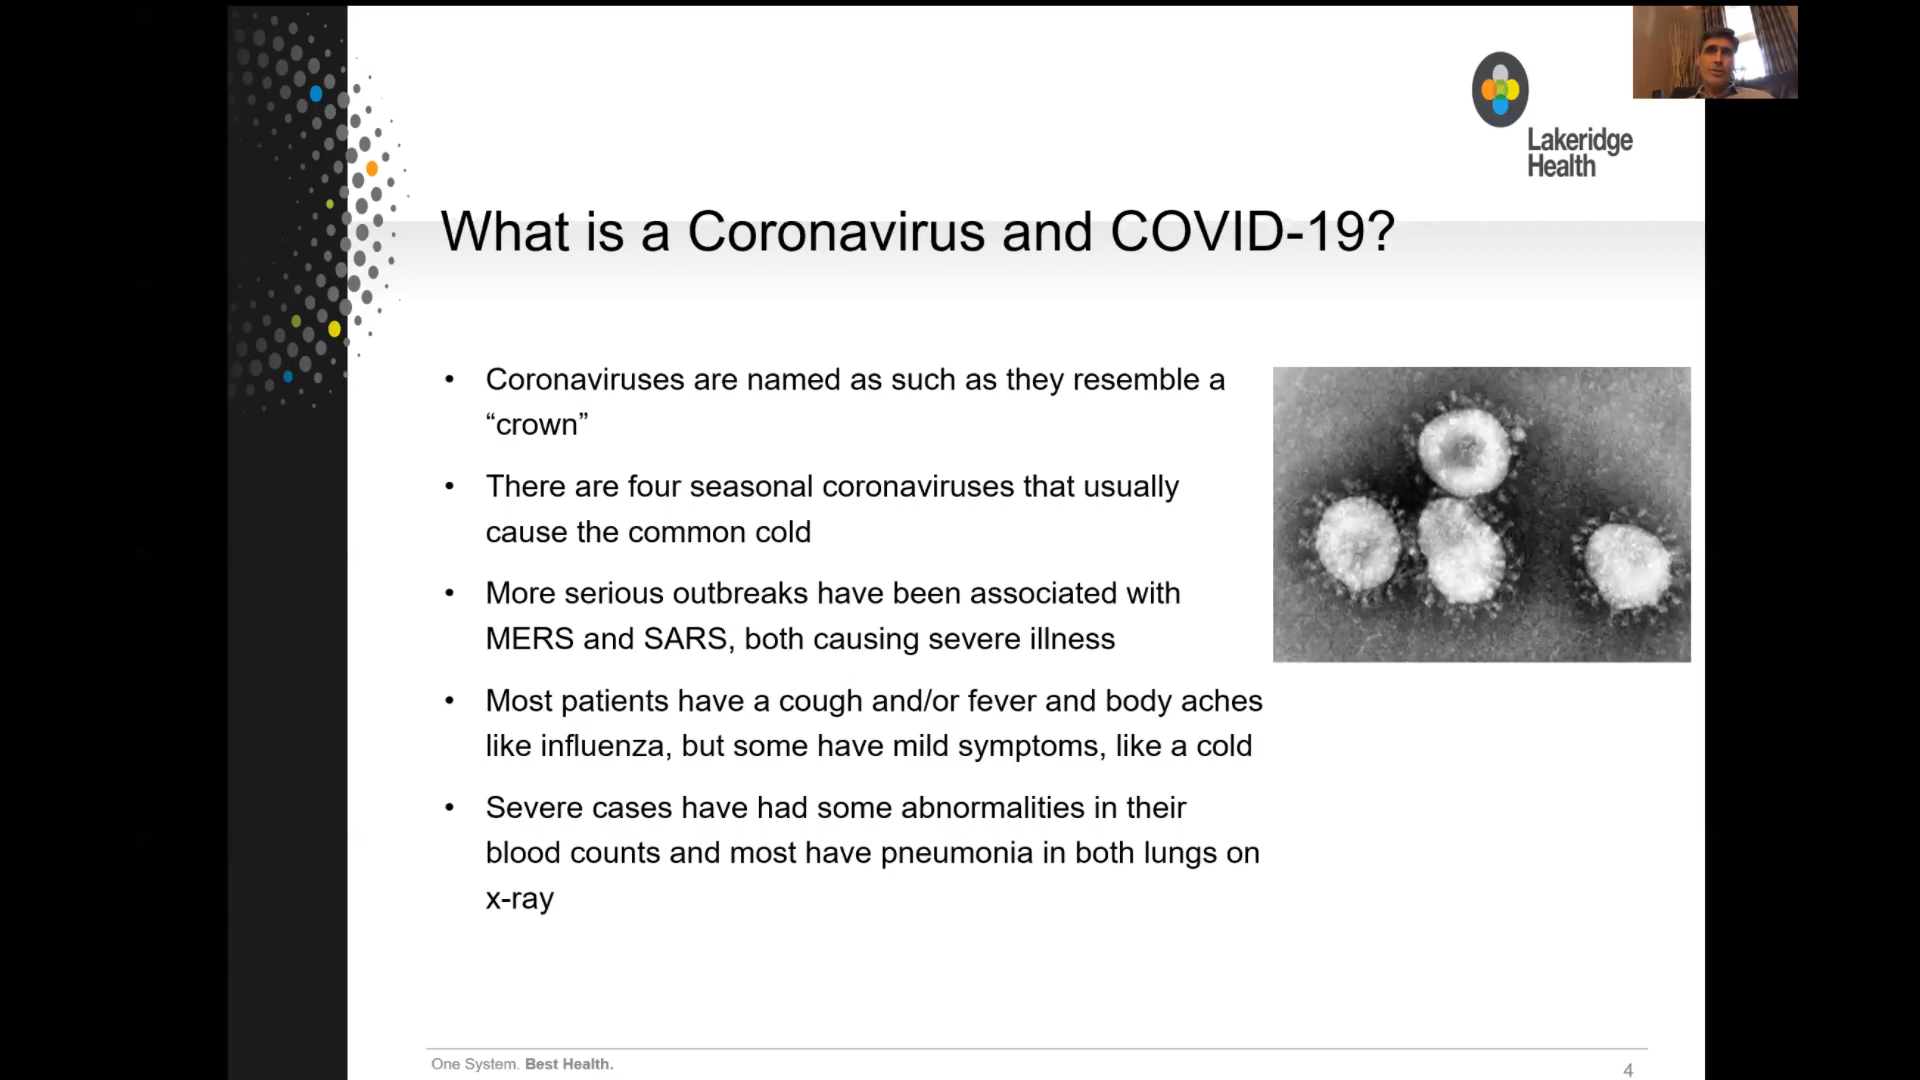 Lakeridge
Health
What is a Coronavirus and COVID-19?
• Coronaviruses are named as such as they resemble a
“crown”
• There are four seasonal coronaviruses that usually
cause the common cold
• More serious outbreaks have been associated with
MERS and SARS, both causing severe illness
• Most patients have a cough and/or fever and body aches
like influenza, but some have mild symptoms, like a cold
• Severe cases have had some abnormalities in their
blood counts and most have pneumonia in both lungs on
x-ray
One System. Best Health.
4